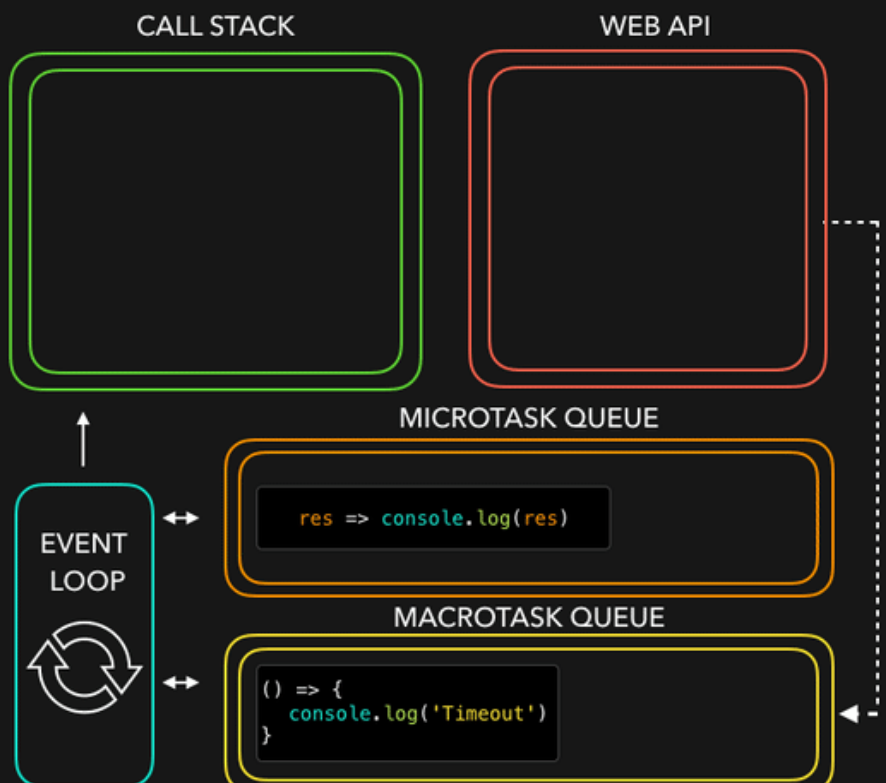 CALL STACK
WEB API
MICROTASK QUEUE
res => console.log(res)
EVENT
LOOP
MACROTASK QUEUE
() => {
console.log('Timeout')
}